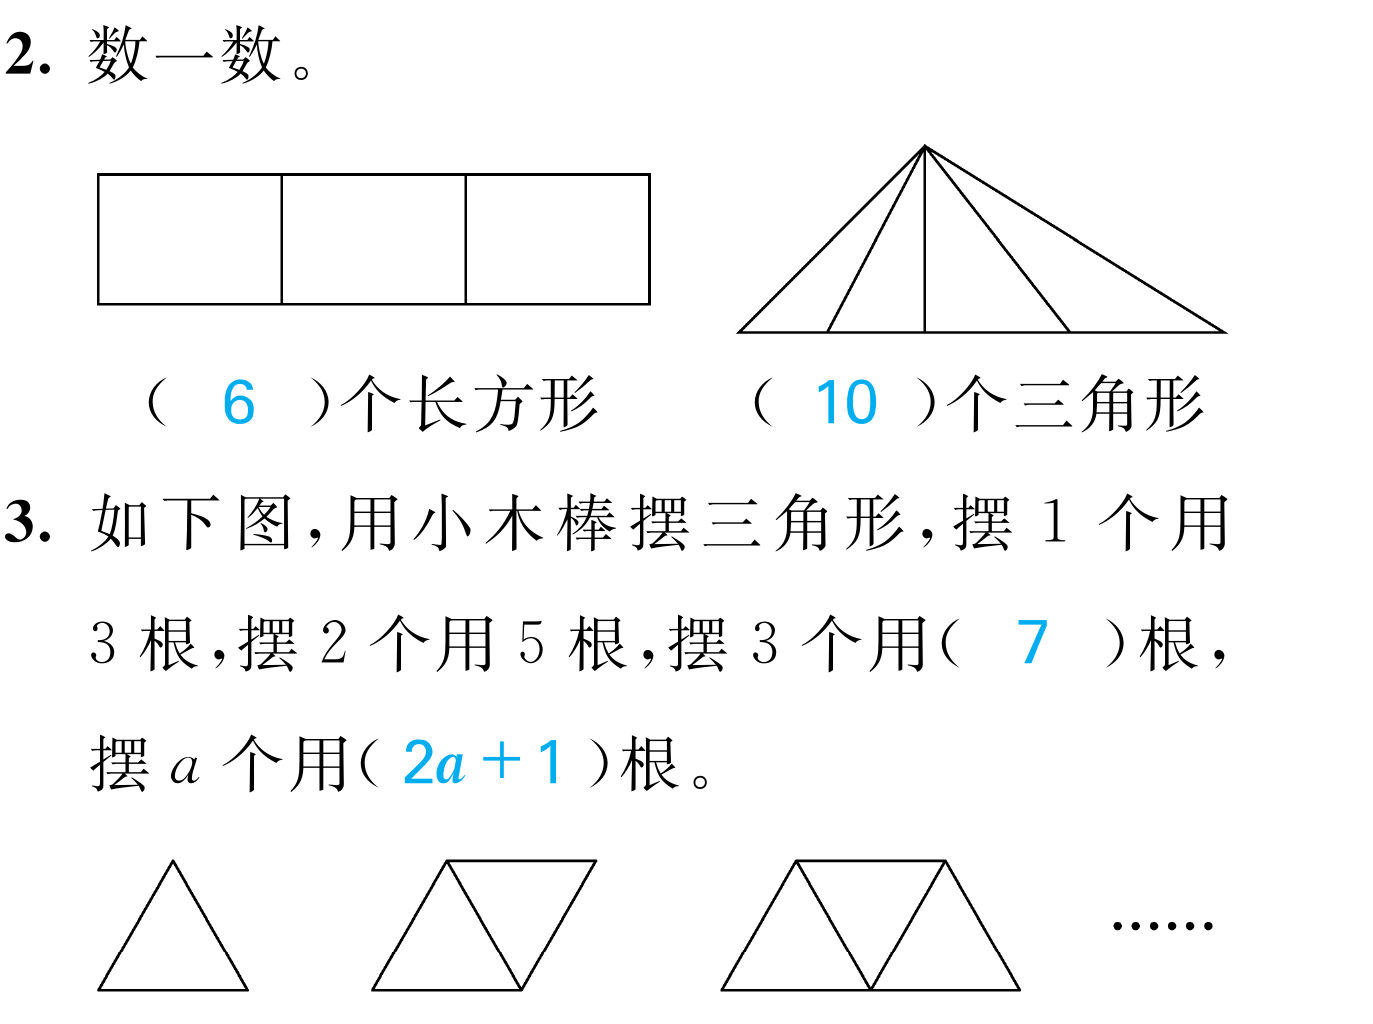 2. 数一数。
( 6 )个长方形 ( 10 )个三角形
3. 如下图,用小木棒摆三角形,摆 1 个用
3 根,摆 2 个用 5 根,摆 3 个用( 7 )根,
摆 a 个用( 2a+1 )根。
……